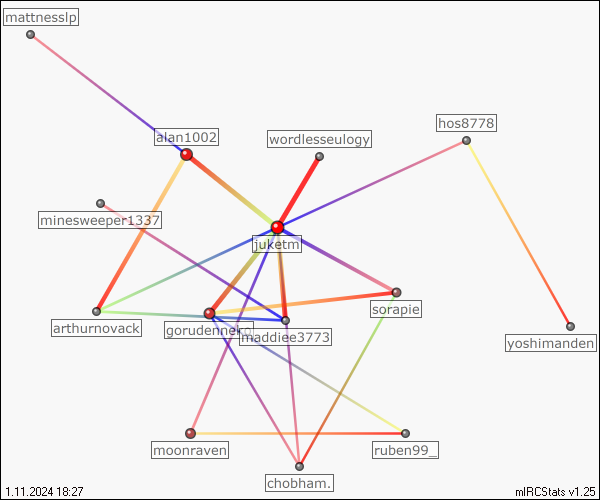 mattnesslp
alan1002
wordlesseulogy
hos8778
minesweeper1337
juketm
sorapie
arthurnovack
gorudenneko
maddiee3773
yoshimanden
moonraven
ruben99_
chobham.
1.11.2024 18:27
mIRCStats v1.25